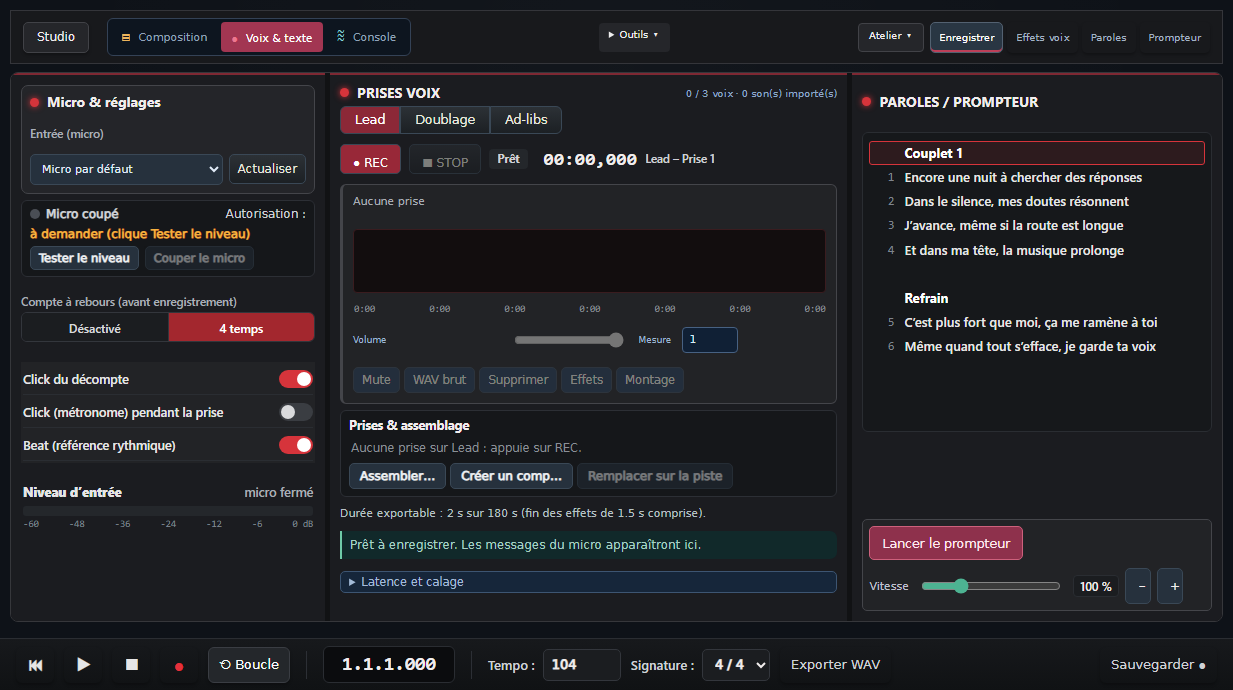 Studio
Composition
Voix & texte
Console
Outils
Atelier
Enregistrer
Effets voix
Paroles
Prompteur
Micro & réglages
Entrée (micro)
Micro par défaut
Actualiser
Micro coupé
Autorisation :
à demander (clique Tester le niveau)
Tester le niveau
Couper le micro
Compte à rebours (avant enregistrement)
Désactivé
4 temps
Click du décompte
Click (métronome) pendant la prise
Beat (référence rythmique)
Niveau d’entrée
micro fermé
-60 -48 -36 -24 -12 -6 0 dB
PRISES VOIX
0 / 3 voix · 0 son(s) importé(s)
Lead
Doublage
Ad-libs
● REC
■ STOP
Prêt
00:00,000
Lead – Prise 1
Aucune prise
0:00 0:00 0:00 0:00 0:00 0:00 0:00
Volume
Mesure
1
Mute
WAV brut
Supprimer
Effets
Montage
Prises & assemblage
Aucune prise sur Lead : appuie sur REC.
Assembler...
Créer un comp...
Remplacer sur la piste
Durée exportable : 2 s sur 180 s (fin des effets de 1.5 s comprise).
Prêt à enregistrer. Les messages du micro apparaîtront ici.
Latence et calage
PAROLES / PROMPTEUR
Couplet 1
1 Encore une nuit à chercher des réponses
2 Dans le silence, mes doutes résonnent
3 J’avance, même si la route est longue
4 Et dans ma tête, la musique prolonge
Refrain
5 C’est plus fort que moi, ça me ramène à toi
6 Même quand tout s’efface, je garde ta voix
Lancer le prompteur
Vitesse
100 %
−
+
Boucle
1.1.1.000
Tempo :
104
Signature :
4 / 4
Exporter WAV
Sauvegarder ●